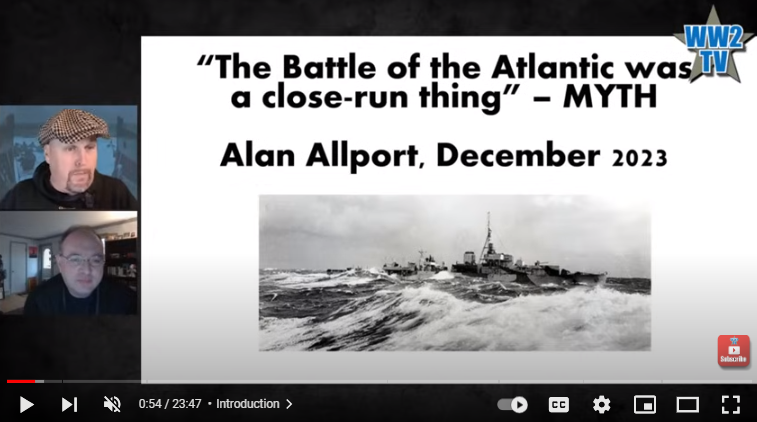 WW2
TV
“The Battle of the Atlantic was
a close-run thing” – MYTH
Alan Allport, December 2023
Subscribe
0:54 / 23:47 • Introduction
CC